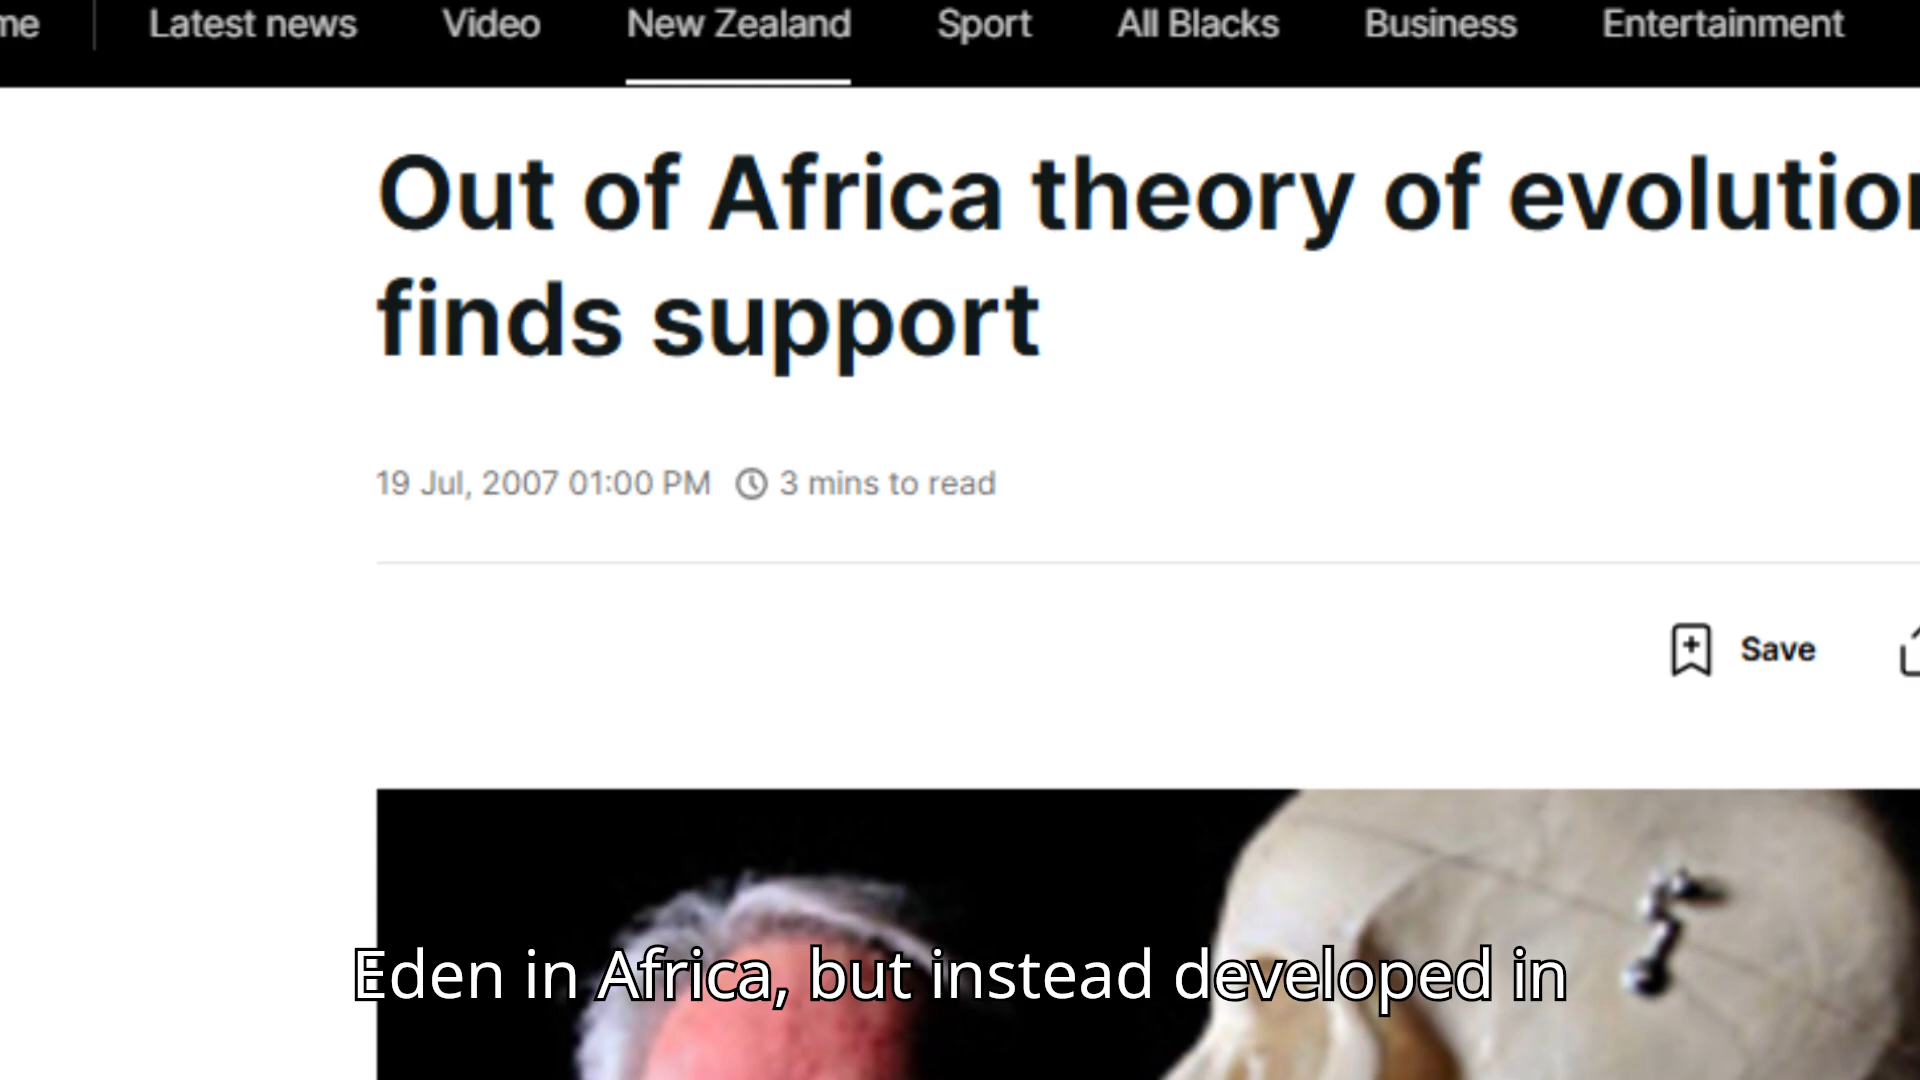 Latest news Video New Zealand Sport All Blacks Business Entertainment
Out of Africa theory of
finds support
19 Jul, 2007 01:00 PM 3 mins to read
Save
Eden in Africa, but instead developed in